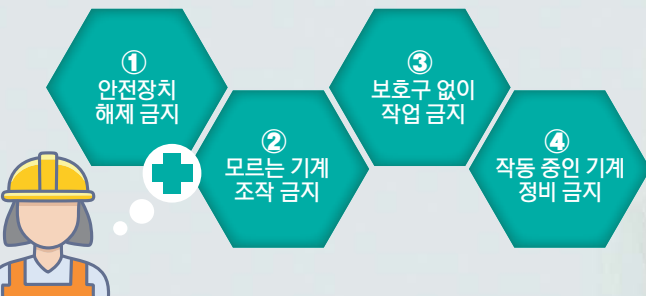 ①
안전장치
해제 금지
②
모르는 기계
조작 금지
③
보호구 없이
작업 금지
④
작동 중인 기계
정비 금지